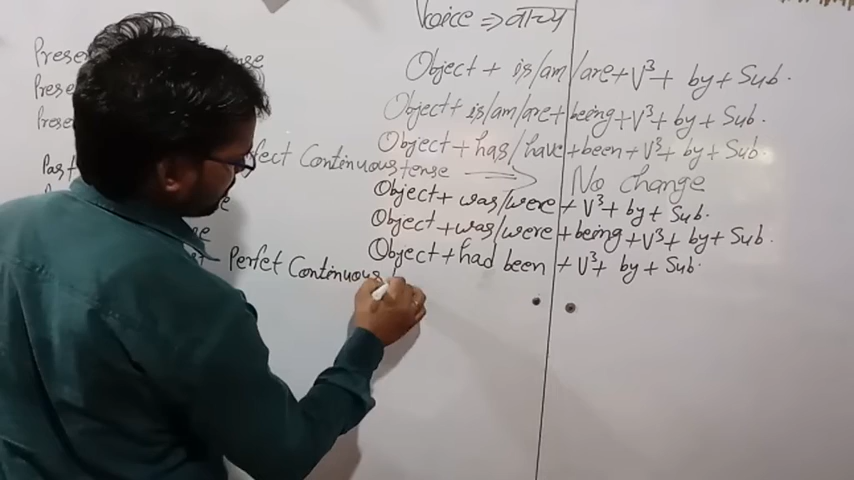 Voice ⇒ वाच्य
Object + is/am/are + V³ + by + Sub.
Object + is/am/are + being + V³ + by + Sub.
Object + has/have + been + V³ + by + Sub.
Continuous tense → No change
Object + was/were + V³ + by + Sub.
Object + was/were + being + V³ + by + Sub.
Object + had been + V³ + by + Sub.
Perfet Continuous